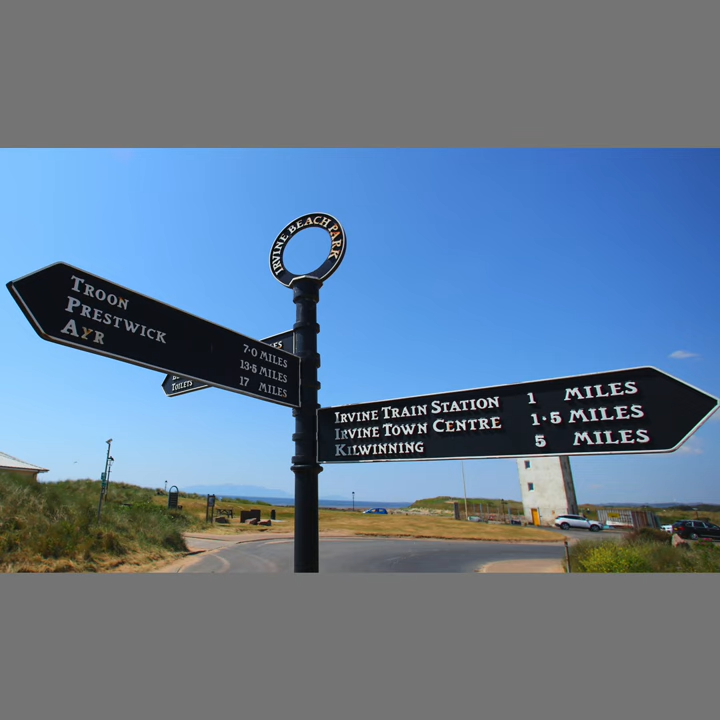 IRVINE BEACH PARK
TROON 7·0 MILES
PRESTWICK 13·5 MILES
AYR 17 MILES
TOILETS
IRVINE TRAIN STATION 1 MILES
IRVINE TOWN CENTRE 1·5 MILES
KILWINNING 5 MILES